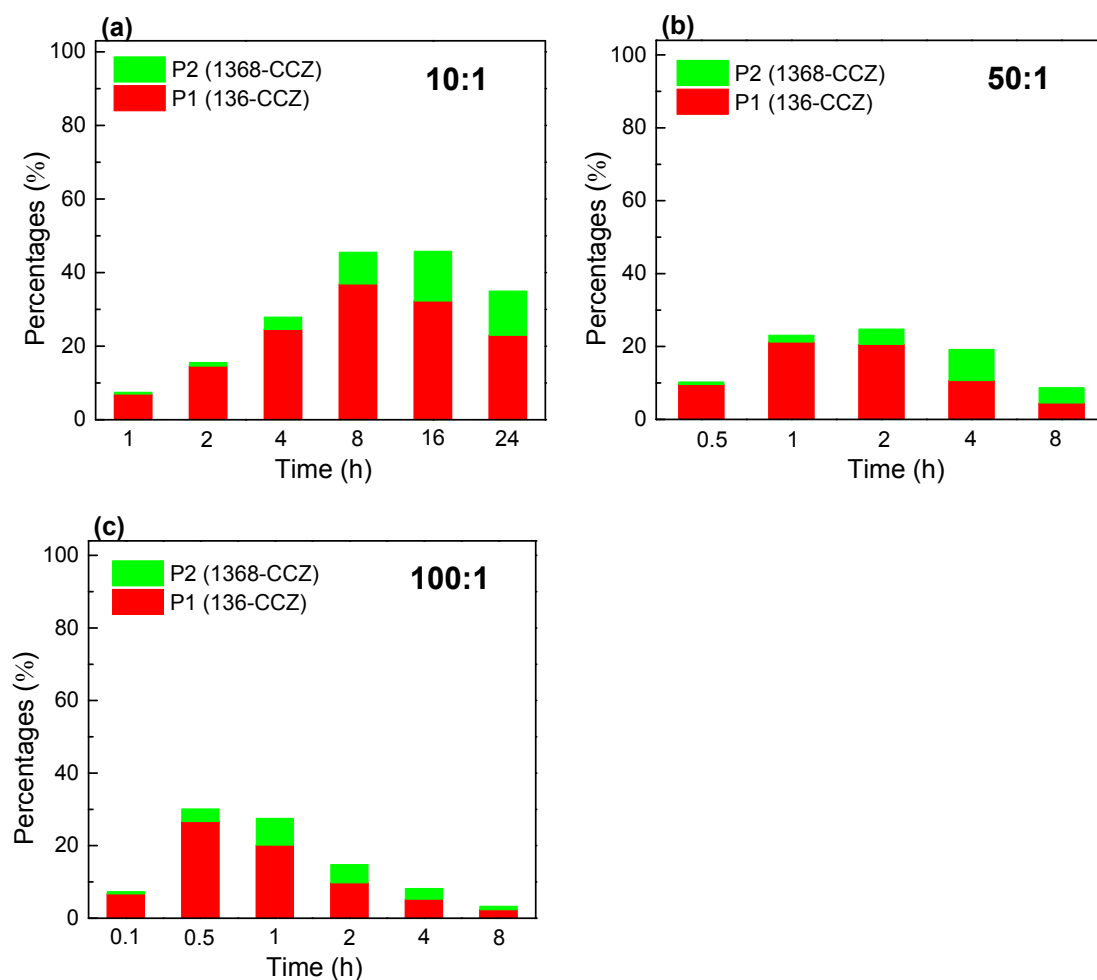 (a)
100
P2 (1368-CCZ)
P1 (136-CCZ)
10:1
80
60
40
20
0
Percentages (%)
1 2 4 8 16 24
Time (h)
(b)
100
P2 (1368-CCZ)
P1 (136-CCZ)
50:1
80
60
40
20
0
Percentages (%)
0.5 1 2 4 8
Time (h)
(c)
100
P2 (1368-CCZ)
P1 (136-CCZ)
100:1
80
60
40
20
0
Percentages (%)
0.1 0.5 1 2 4 8
Time (h)